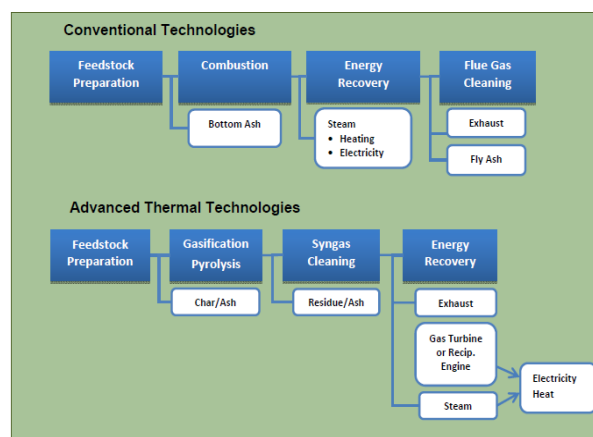 Conventional Technologies
Feedstock
Preparation
Combustion
Energy
Recovery
Flue Gas
Cleaning
Bottom Ash
Steam
• Heating
• Electricity
Exhaust
Fly Ash
Advanced Thermal Technologies
Feedstock
Preparation
Gasification
Pyrolysis
Syngas
Cleaning
Energy
Recovery
Char/Ash
Residue/Ash
Exhaust
Gas Turbine
or Recip.
Engine
Steam
Electricity
Heat